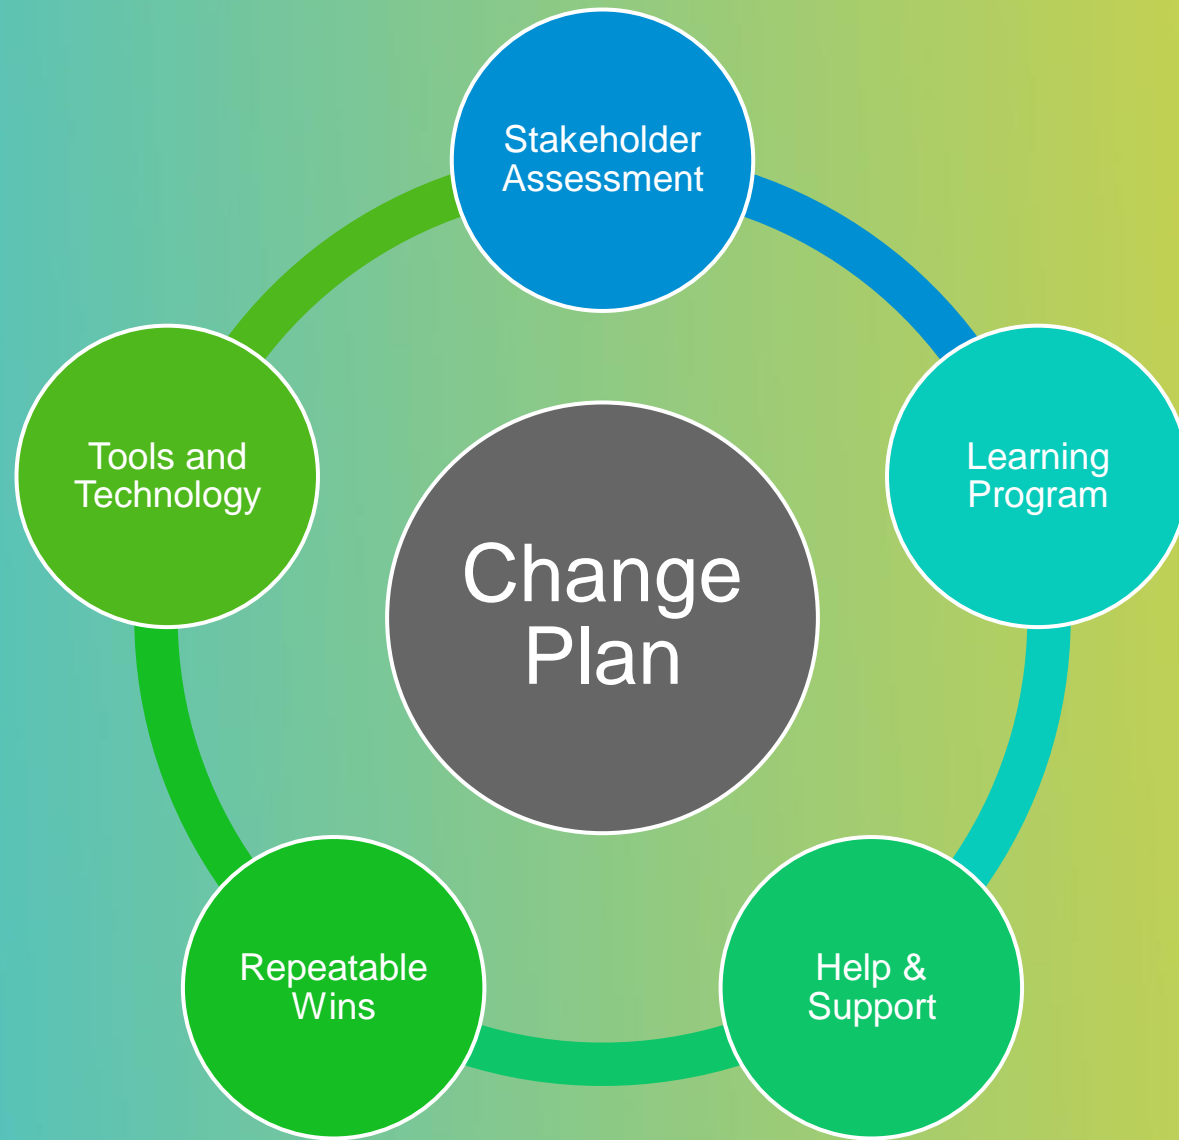 Stakeholder
Assessment
Learning
Program
Help &
Support
Repeatable
Wins
Tools and
Technology
Change
Plan